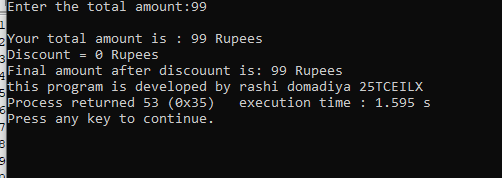 Enter the total amount:99
Your total amount is : 99 Rupees
Discount = 0 Rupees
Final amount after discouunt is: 99 Rupees
this program is developed by rashi domadiya 25TCEILX
Process returned 53 (0x35)   execution time : 1.595 s
Press any key to continue.